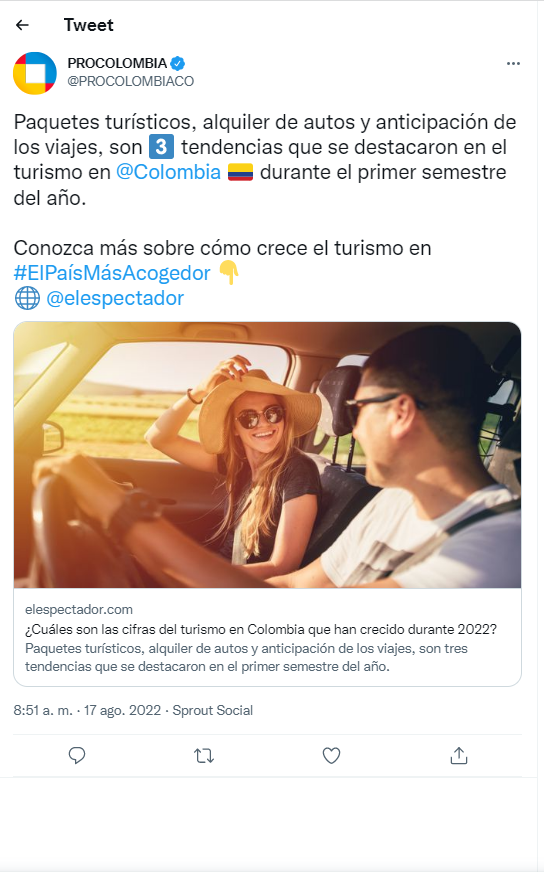 Tweet
PROCOLOMBIA
@PROCOLOMBIACO
Paquetes turísticos, alquiler de autos y anticipación de
los viajes, son 3️⃣ tendencias que se destacaron en el
turismo en @Colombia 🇨🇴 durante el primer semestre
del año.
Conozca más sobre cómo crece el turismo en
#ElPaísMásAcogedor 👇
🌐 @elespectador
elespectador.com
¿Cuáles son las cifras del turismo en Colombia que han crecido durante 2022?
Paquetes turísticos, alquiler de autos y anticipación de los viajes, son tres
tendencias que se destacaron en el primer semestre del año.
8:51 a. m. · 17 ago. 2022 · Sprout Social